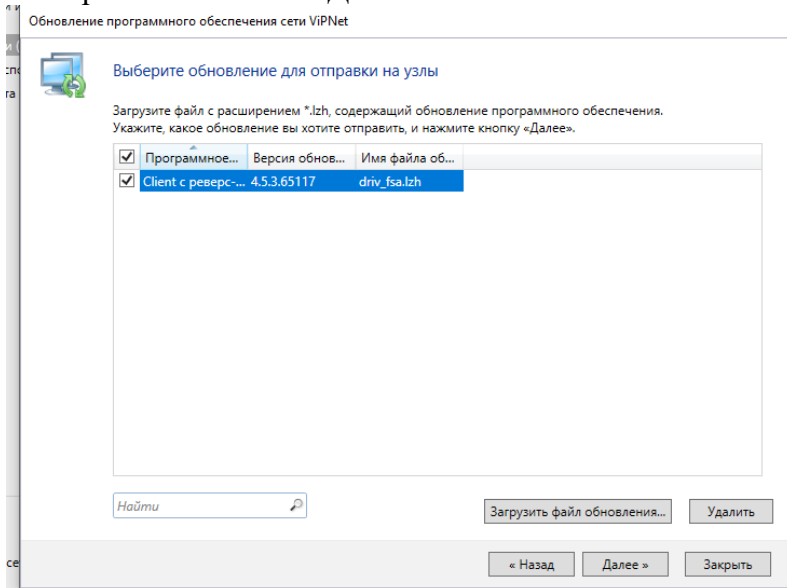 Обновление программного обеспечения сети ViPNet
Выберите обновление для отправки на узлы
Загрузите файл с расширением *.lzh, содержащий обновление программного обеспечения.
Укажите, какое обновление вы хотите отправить, и нажмите кнопку «Далее».
Программное... Версия обнов... Имя файла об...
Client с реверс-... 4.5.3.65117 driv_fsa.lzh
Найти
Загрузить файл обновления... Удалить
« Назад Далее » Закрыть